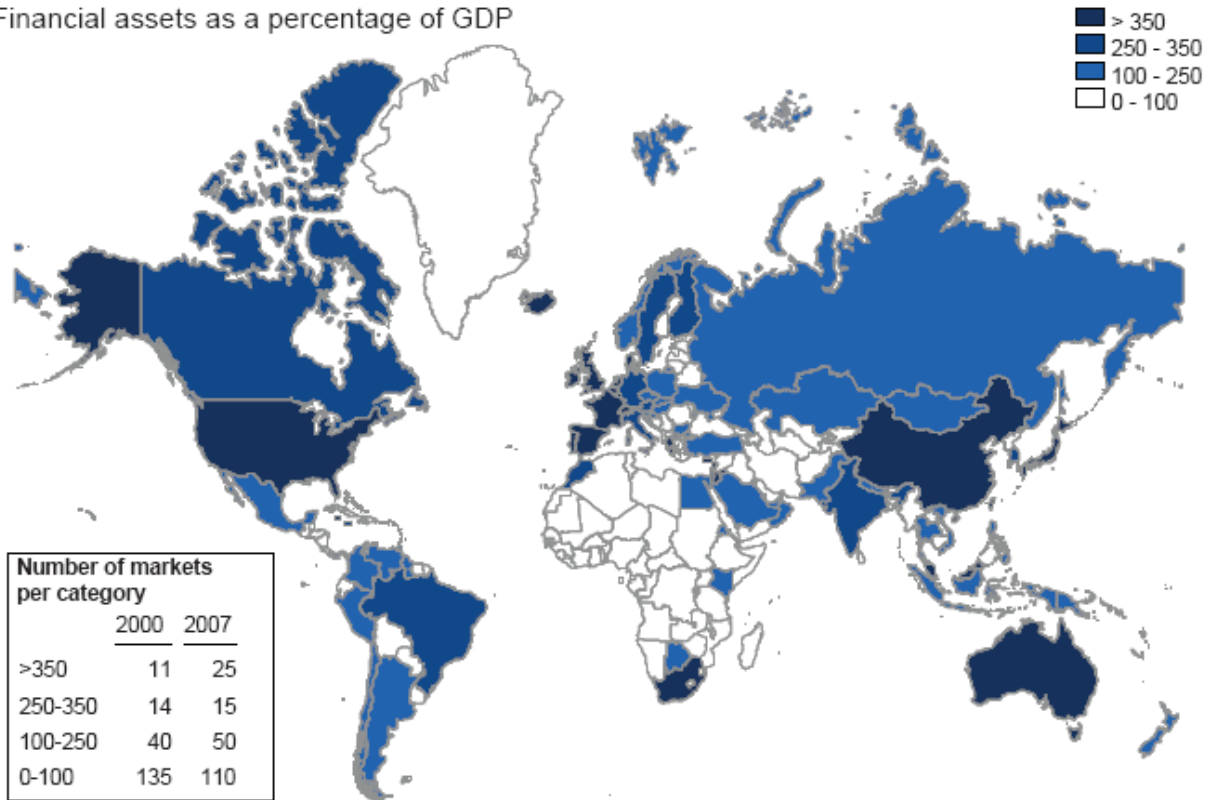 Financial assets as a percentage of GDP
> 350
250 - 350
100 - 250
0 - 100
Number of markets
per category
2000 2007
>350 11 25
250-350 14 15
100-250 40 50
0-100 135 110